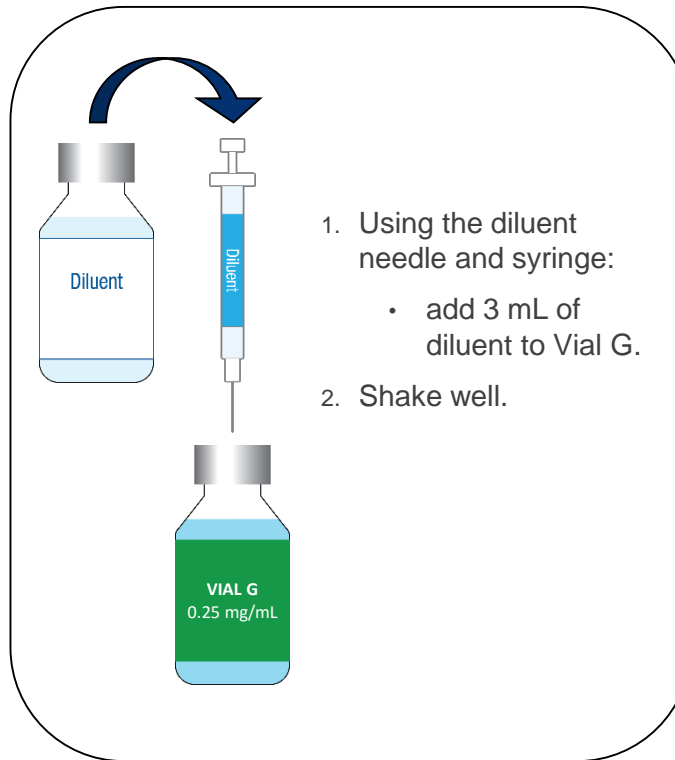 Diluent
Diluent
1. Using the diluent
needle and syringe:
• add 3 mL of
diluent to Vial G.
2. Shake well.
VIAL G
0.25 mg/mL